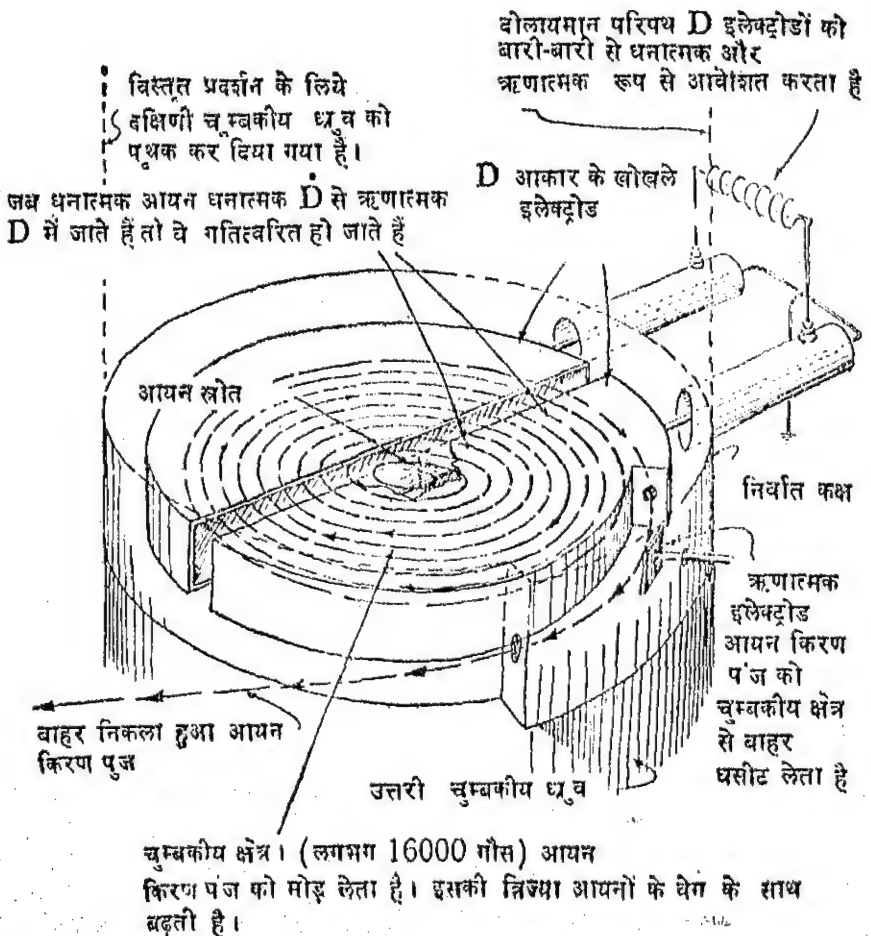 दोलायमान परिपथ D इलेक्ट्रोडों को
बारी-बारी से धनात्मक और
ऋणात्मक रूप से आवेशित करता है
विस्तृत प्रदर्शन के लिये
दक्षिणी चुम्बकीय ध्रुव को
पृथक कर दिया गया है।
जब धनात्मक आयन धनात्मक D से ऋणात्मक
D में जाते हैं तो वे गतित्वरित हो जाते हैं
D आकार के खोखले
इलेक्ट्रोड
आयन स्रोत
निर्वात कक्ष
ऋणात्मक
इलेक्ट्रोड
आयन किरण
पंज को
चुम्बकीय क्षेत्र
से बाहर
घसीट लेता है
बाहर निकला हुआ आयन
किरण पुज
उत्तरी चुम्बकीय ध्रुव
चुम्बकीय क्षेत्र। (लगभग 16000 गौस) आयन
किरण पंज को मोड़ लेता है। इसकी त्रिज्या आयनों के वेग के साथ
बढ़ती है।